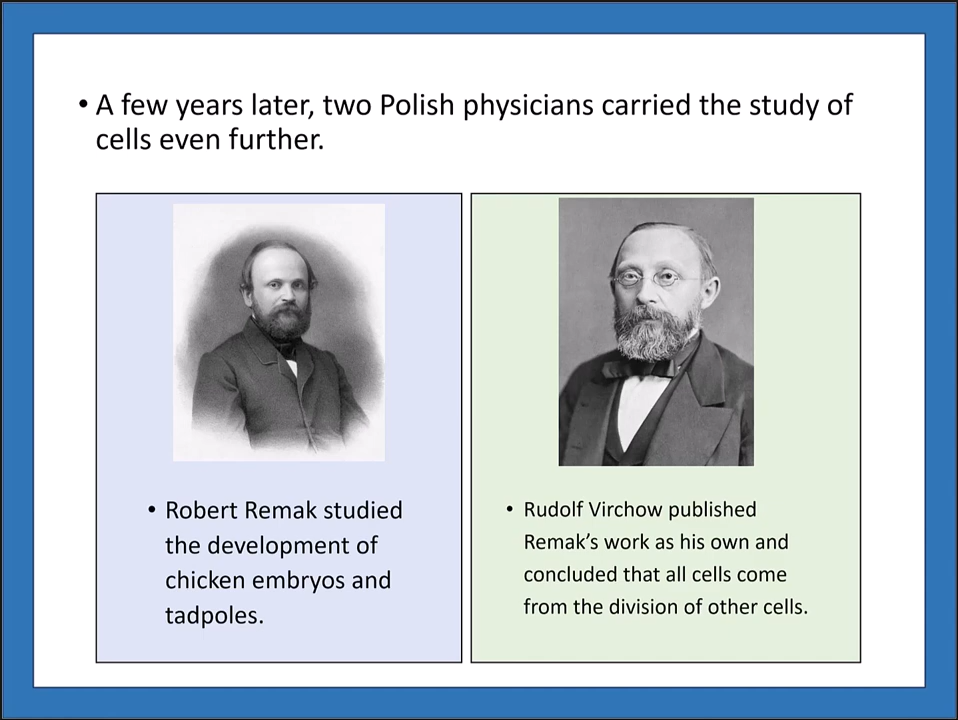 • A few years later, two Polish physicians carried the study of
cells even further.
• Robert Remak studied
the development of
chicken embryos and
tadpoles.
• Rudolf Virchow published
Remak’s work as his own and
concluded that all cells come
from the division of other cells.